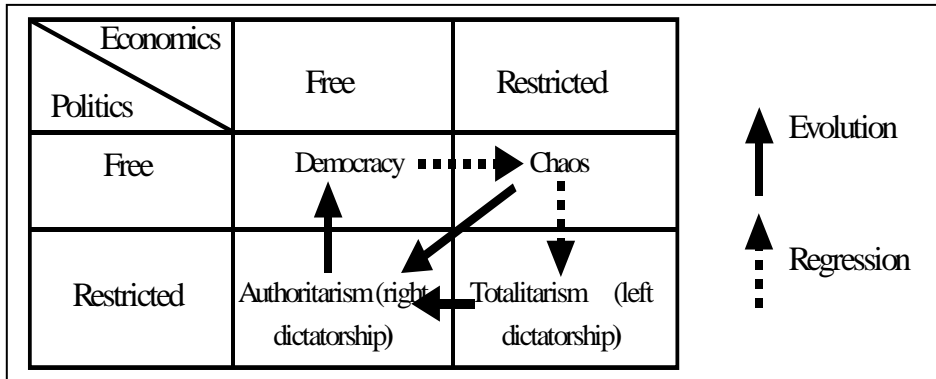 Economics
Politics
Free
Restricted
Evolution
Free
Democracy
Chaos
Regression
Restricted
Authoritarism (right
dictatorship)
Totalitarism (left
dictatorship)